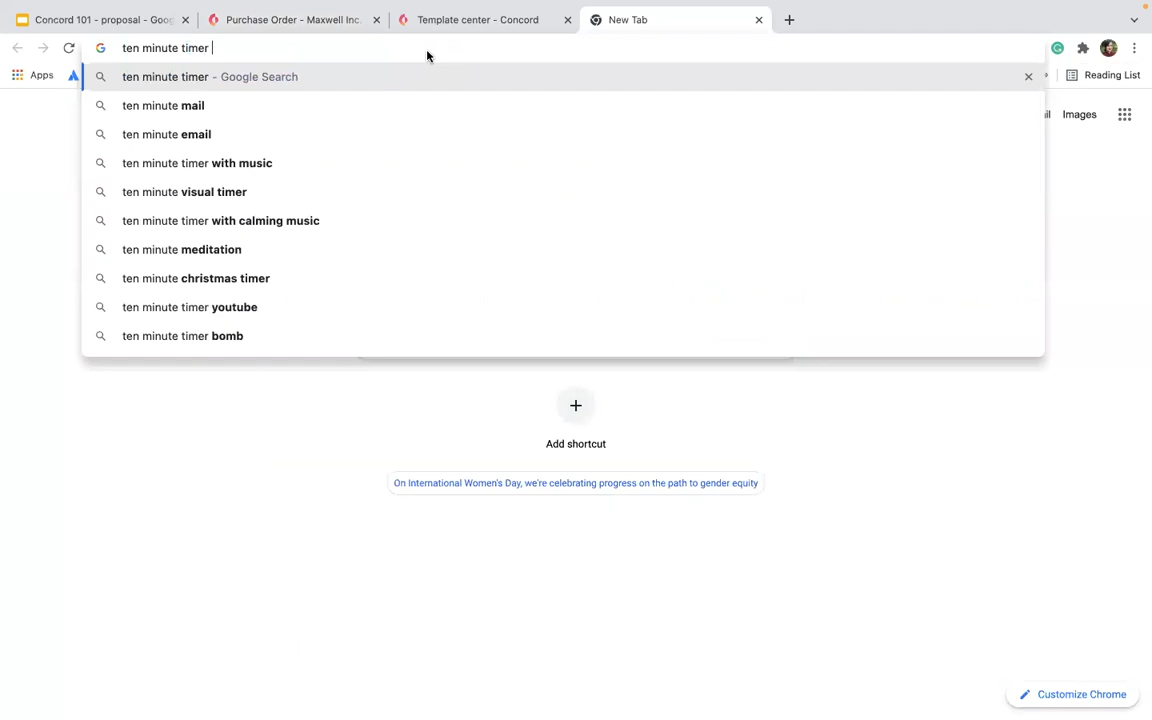 Concord 101 - proposal - Goog
Purchase Order - Maxwell Inc.
Template center - Concord
New Tab
ten minute timer
Apps
Reading List
ten minute timer - Google Search
ten minute mail
Images
ten minute email
ten minute timer with music
ten minute visual timer
ten minute timer with calming music
ten minute meditation
ten minute christmas timer
ten minute timer youtube
ten minute timer bomb
Add shortcut
On International Women's Day, we're celebrating progress on the path to gender equity
Customize Chrome